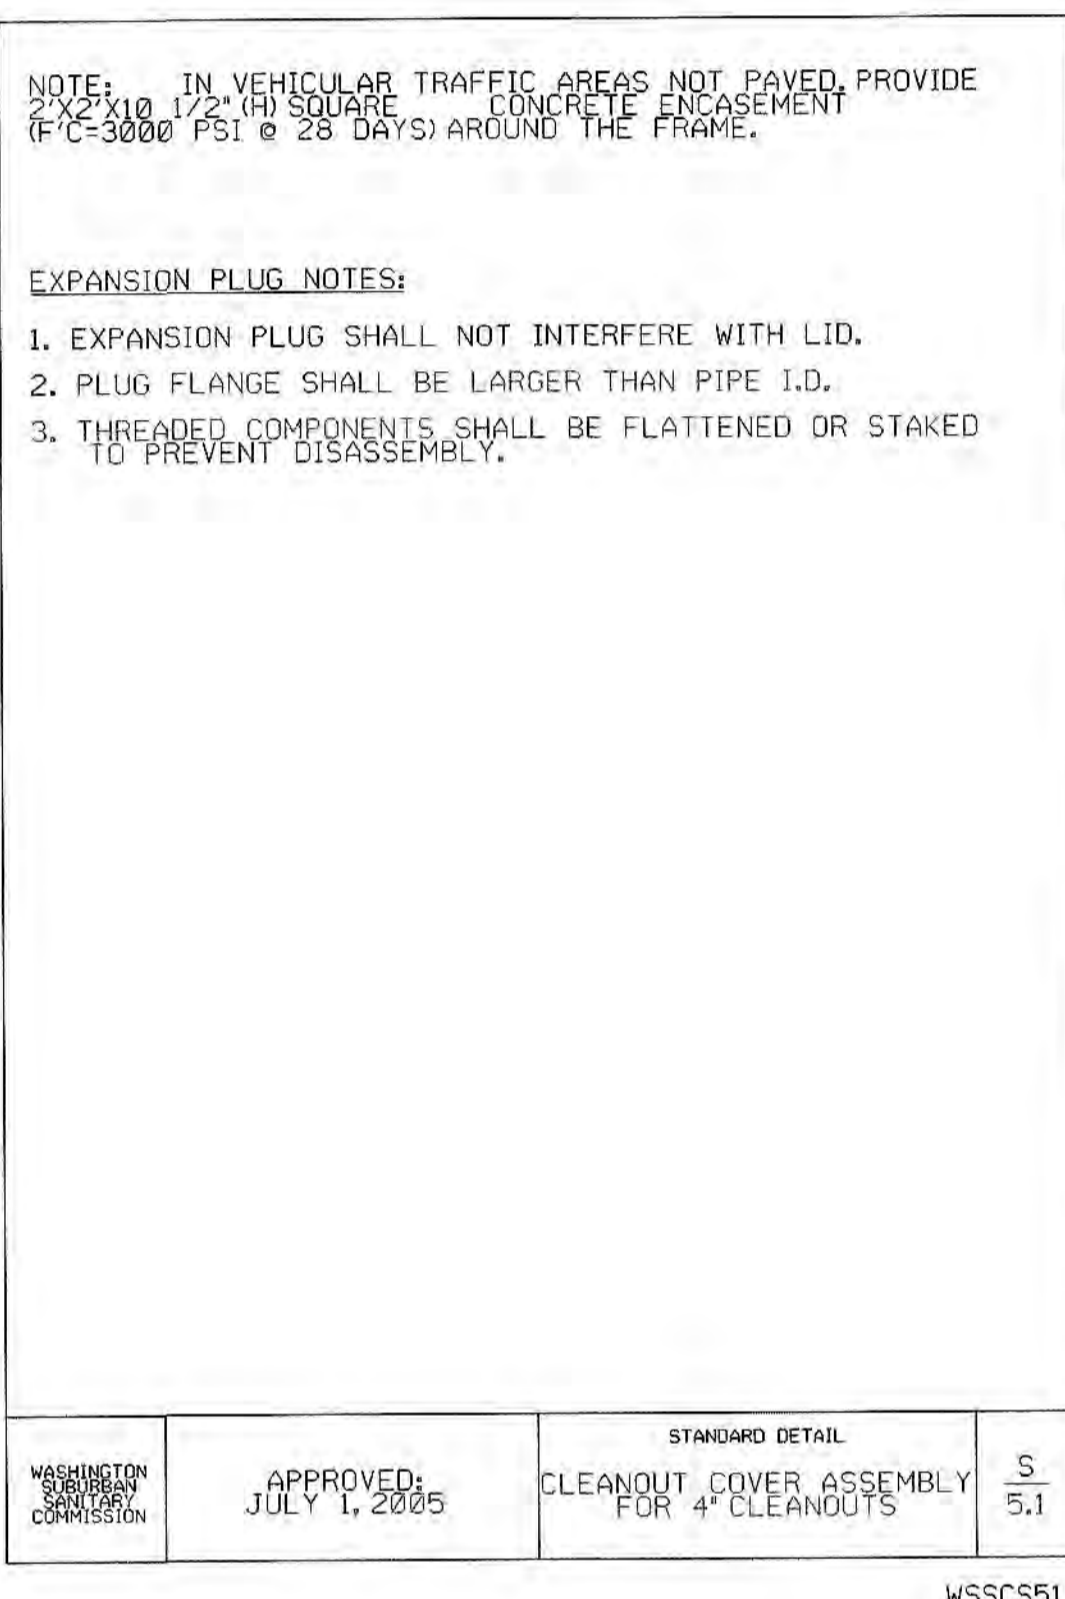 NOTE: IN VEHICULAR TRAFFIC AREAS NOT PAVED, PROVIDE
2'X2'X10 1/2" (H) SQUARE CONCRETE ENCASEMENT
(F'C=3000 PSI @ 28 DAYS) AROUND THE FRAME.
EXPANSION PLUG NOTES:
1. EXPANSION PLUG SHALL NOT INTERFERE WITH LID.
2. PLUG FLANGE SHALL BE LARGER THAN PIPE I.D.
3. THREADED COMPONENTS SHALL BE FLATTENED OR STAKED
TO PREVENT DISASSEMBLY.
WASHINGTON
SUBURBAN
SANITARY
COMMISSION
APPROVED:
JULY 1, 2005
STANDARD DETAIL
CLEANOUT COVER ASSEMBLY
FOR 4" CLEANOUTS
S
5.1
WSSCS51